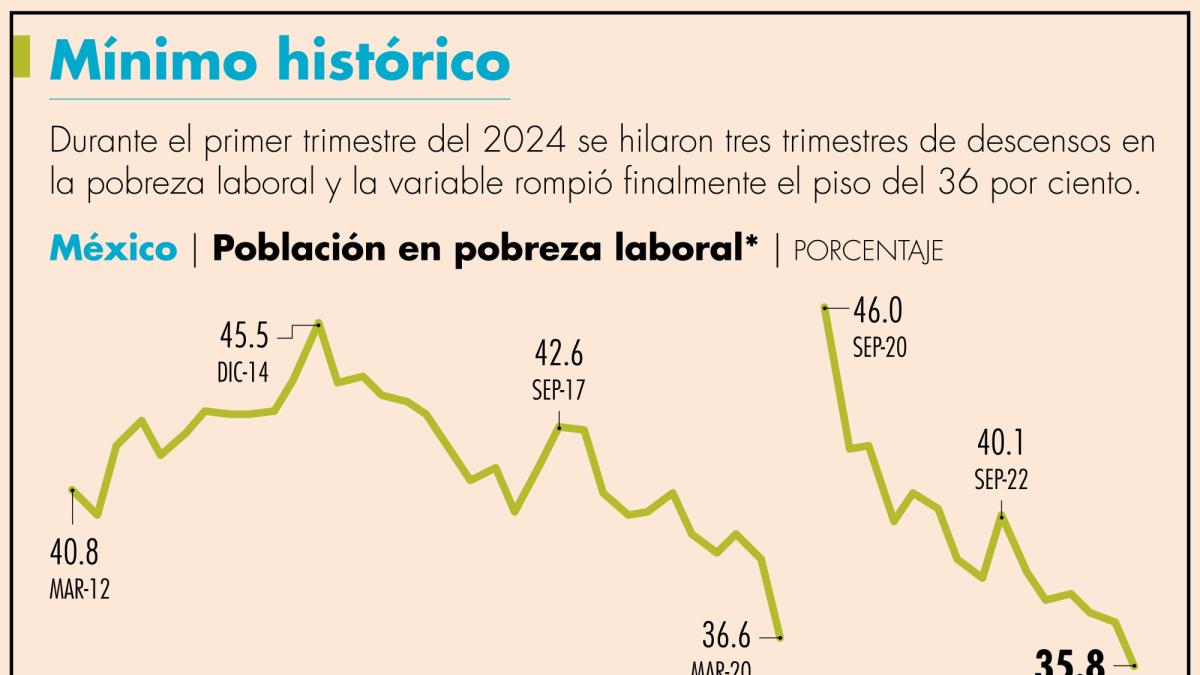 Mínimo histórico
Durante el primer trimestre del 2024 se hilaron tres trimestres de descensos en
la pobreza laboral y la variable rompió finalmente el piso del 36 por ciento.
México | Población en pobreza laboral* | PORCENTAJE
46.0
SEP-20
45.5
DIC-14
42.6
SEP-17
40.1
SEP-22
40.8
MAR-12
36.6
MAR-20
35.8